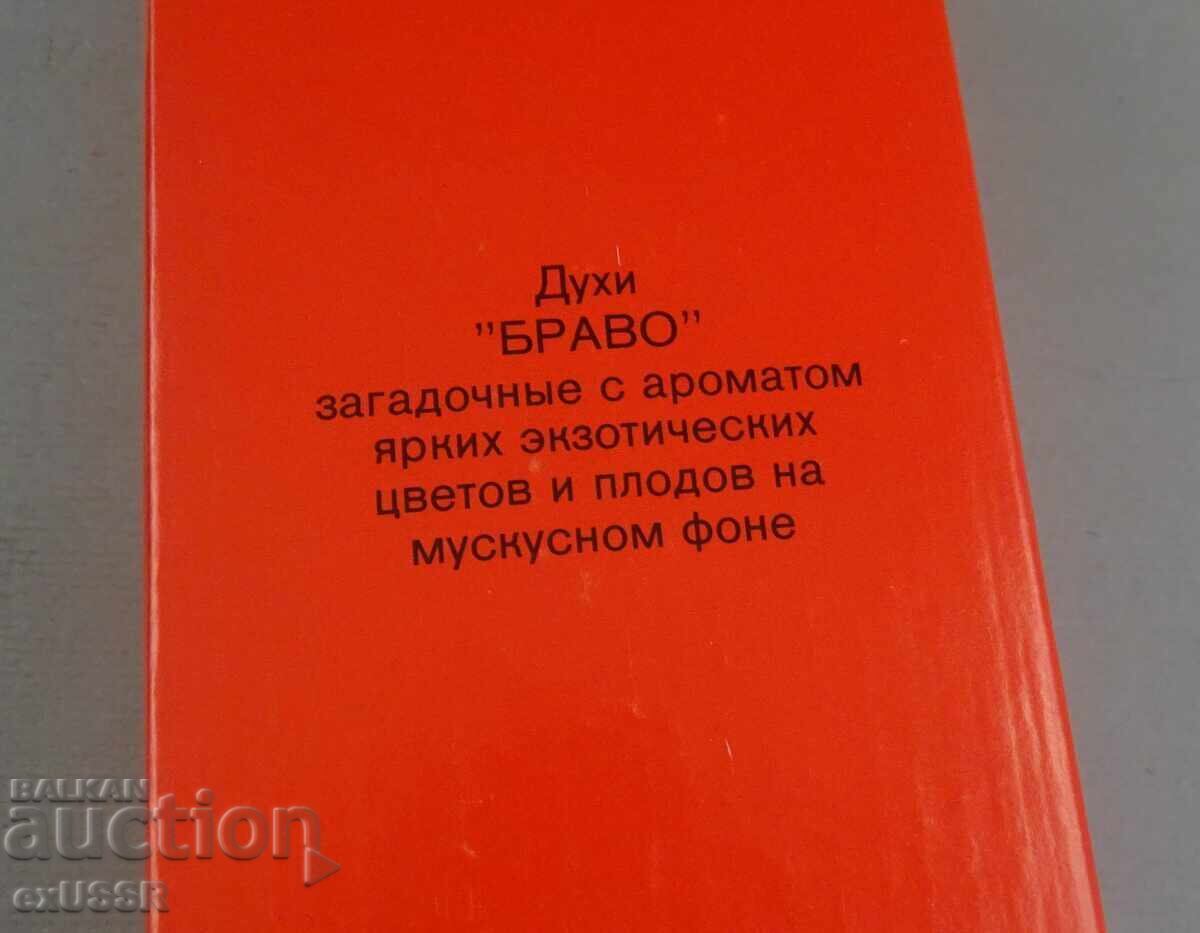 Духи
"БРАВО"
загадочные с ароматом
ярких экзотических
цветов и плодов на
мускусном фоне
BALKAN
auction
exUSSR